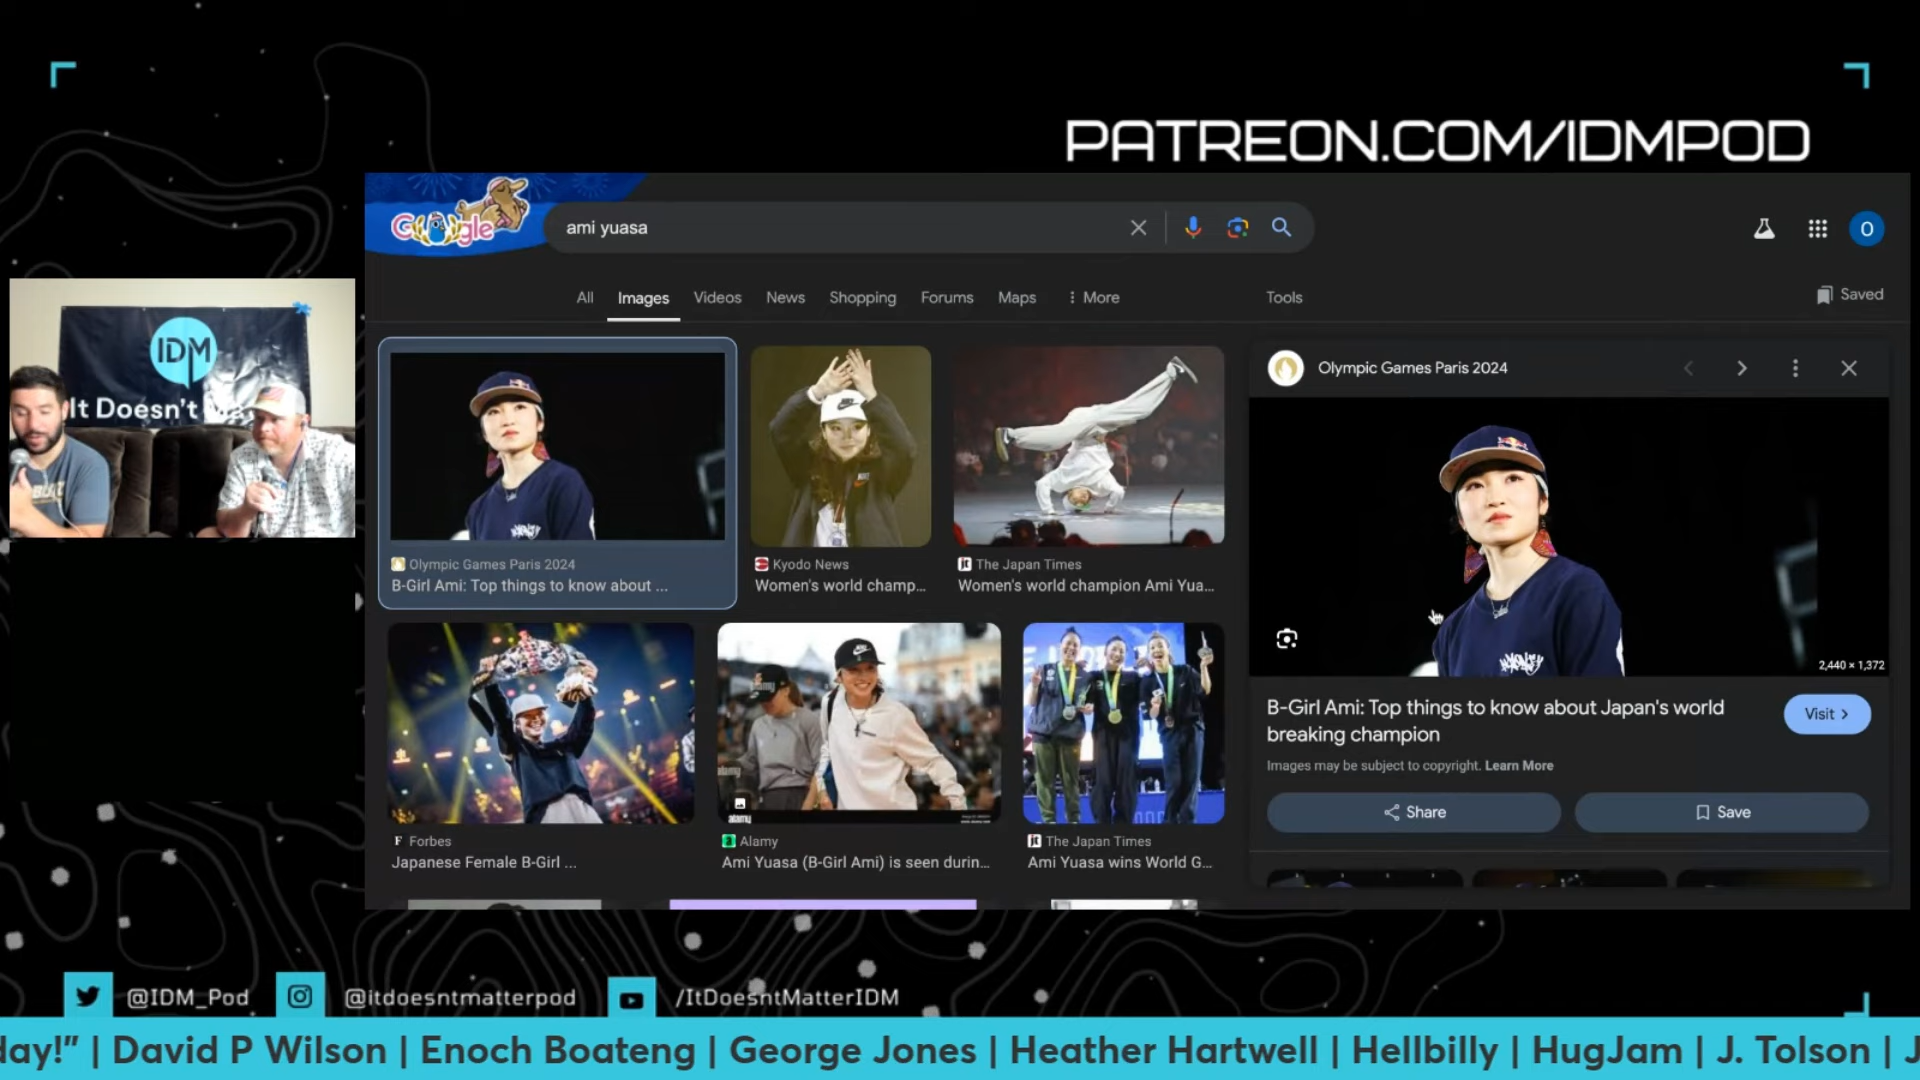 PATREON.COM/IDMPOD
Google
ami yuasa
O
All
Images
Videos
News
Shopping
Forums
Maps
More
Tools
Saved
IDM
It Doesn't
Olympic Games Paris 2024
B-Girl Ami: Top things to know about ...
Kyodo News
Women's world champ...
The Japan Times
Women's world champion Ami Yua...
Olympic Games Paris 2024
2,440 × 1,372
B-Girl Ami: Top things to know about Japan's world
breaking champion
Visit
Images may be subject to copyright. Learn More
Share
Save
alamy
Forbes
Japanese Female B-Girl ...
Alamy
Ami Yuasa (B-Girl Ami) is seen durin...
The Japan Times
Ami Yuasa wins World G...
@IDM_Pod
@itdoesntmatterpod
/ItDoesntMatterIDM
day!" | David P Wilson | Enoch Boateng | George Jones | Heather Hartwell | Hellbilly | HugJam | J. Tolson | J